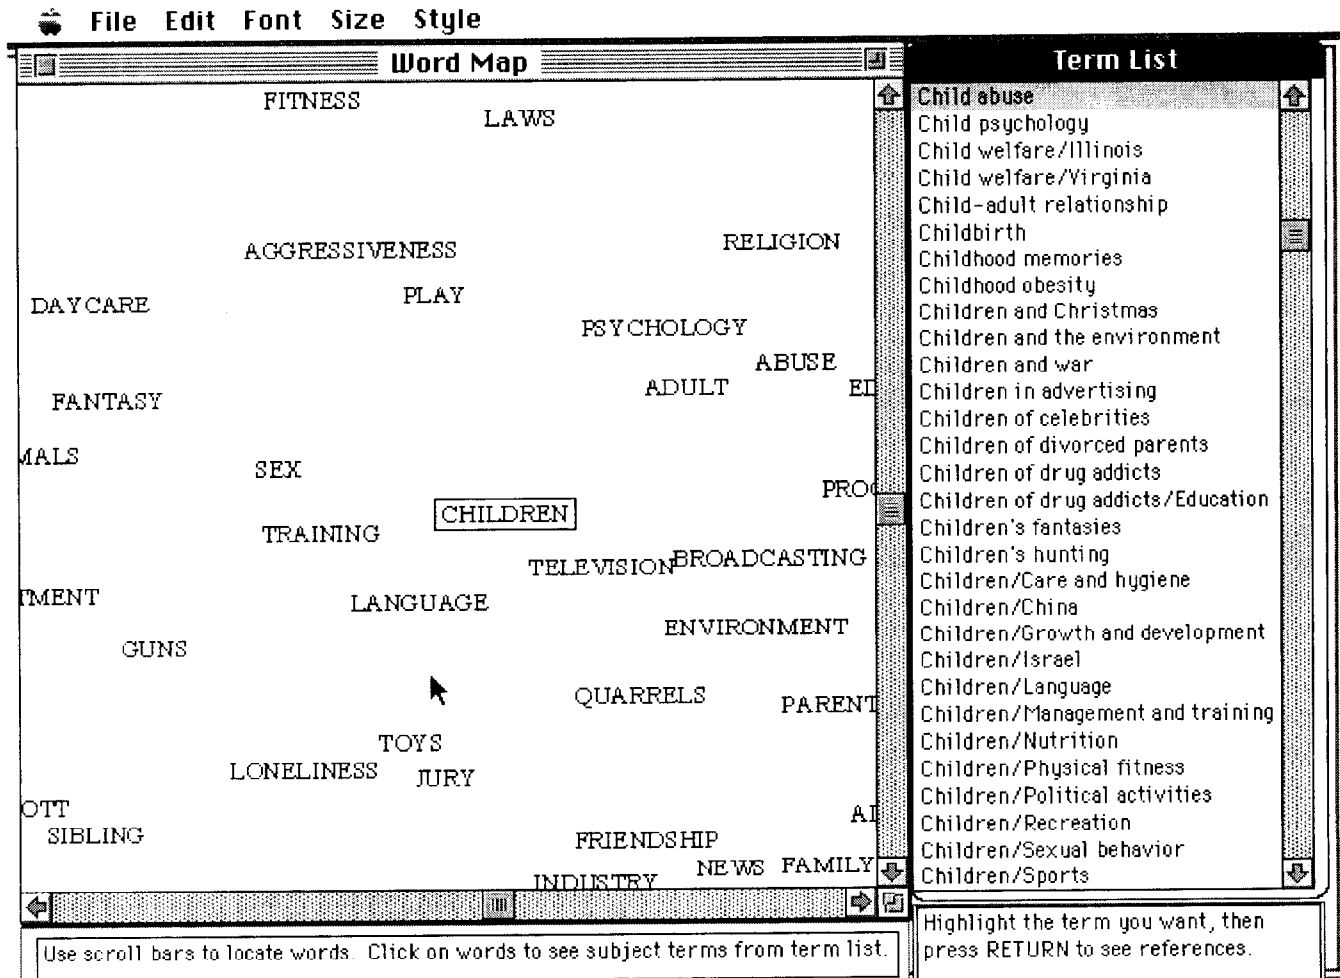 File Edit Font Size Style
Word Map
FITNESS
LAWS
AGGRESSIVENESS
RELIGION
DAYCARE
PLAY
PSYCHOLOGY
ABUSE
ADULT
ED
FANTASY
MALS
SEX
PROG
CHILDREN
TRAINING
TELEVISION
BROADCASTING
TMENT
LANGUAGE
ENVIRONMENT
GUNS
QUARRELS
PARENT
TOYS
LONELINESS
JURY
OTT
SIBLING
FRIENDSHIP
NEWS
FAMILY
INDUSTRY
Use scroll bars to locate words. Click on words to see subject terms from term list.
Term List
Child abuse
Child psychology
Child welfare/Illinois
Child welfare/Virginia
Child-adult relationship
Childbirth
Childhood memories
Childhood obesity
Children and Christmas
Children and the environment
Children and war
Children in advertising
Children of celebrities
Children of divorced parents
Children of drug addicts
Children of drug addicts/Education
Children's fantasies
Children's hunting
Children/Care and hygiene
Children/China
Children/Growth and development
Children/Israel
Children/Language
Children/Management and training
Children/Nutrition
Children/Physical fitness
Children/Political activities
Children/Recreation
Children/Sexual behavior
Children/Sports
Highlight the term you want, then
press RETURN to see references.